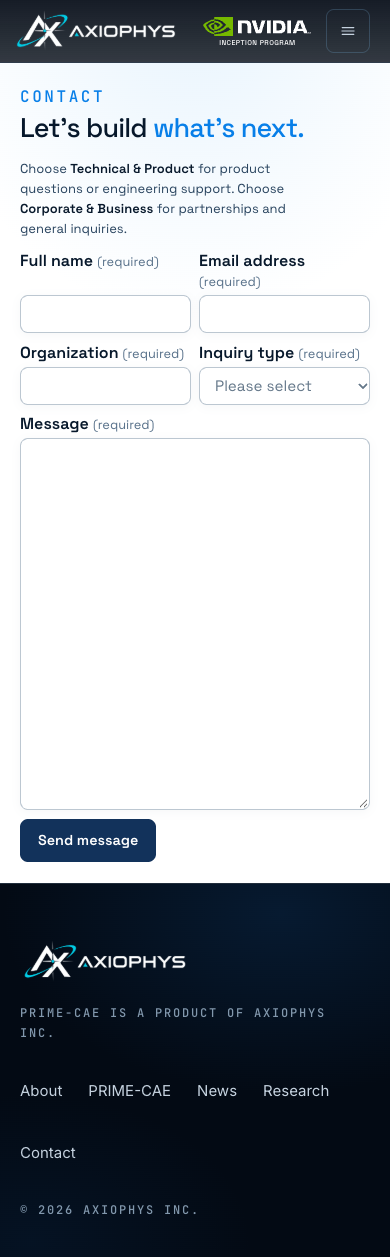 AXIOPHYS
NVIDIA
INCEPTION PROGRAM
CONTACT
Let's build what's next.
Choose Technical & Product for product
questions or engineering support. Choose
Corporate & Business for partnerships and
general inquiries.
Full name (required)
Email address
(required)
Organization (required)
Inquiry type (required)
Please select
Message (required)
Send message
AXIOPHYS
PRIME-CAE IS A PRODUCT OF AXIOPHYS
INC.
About PRIME-CAE News Research
Contact
© 2026 AXIOPHYS INC.